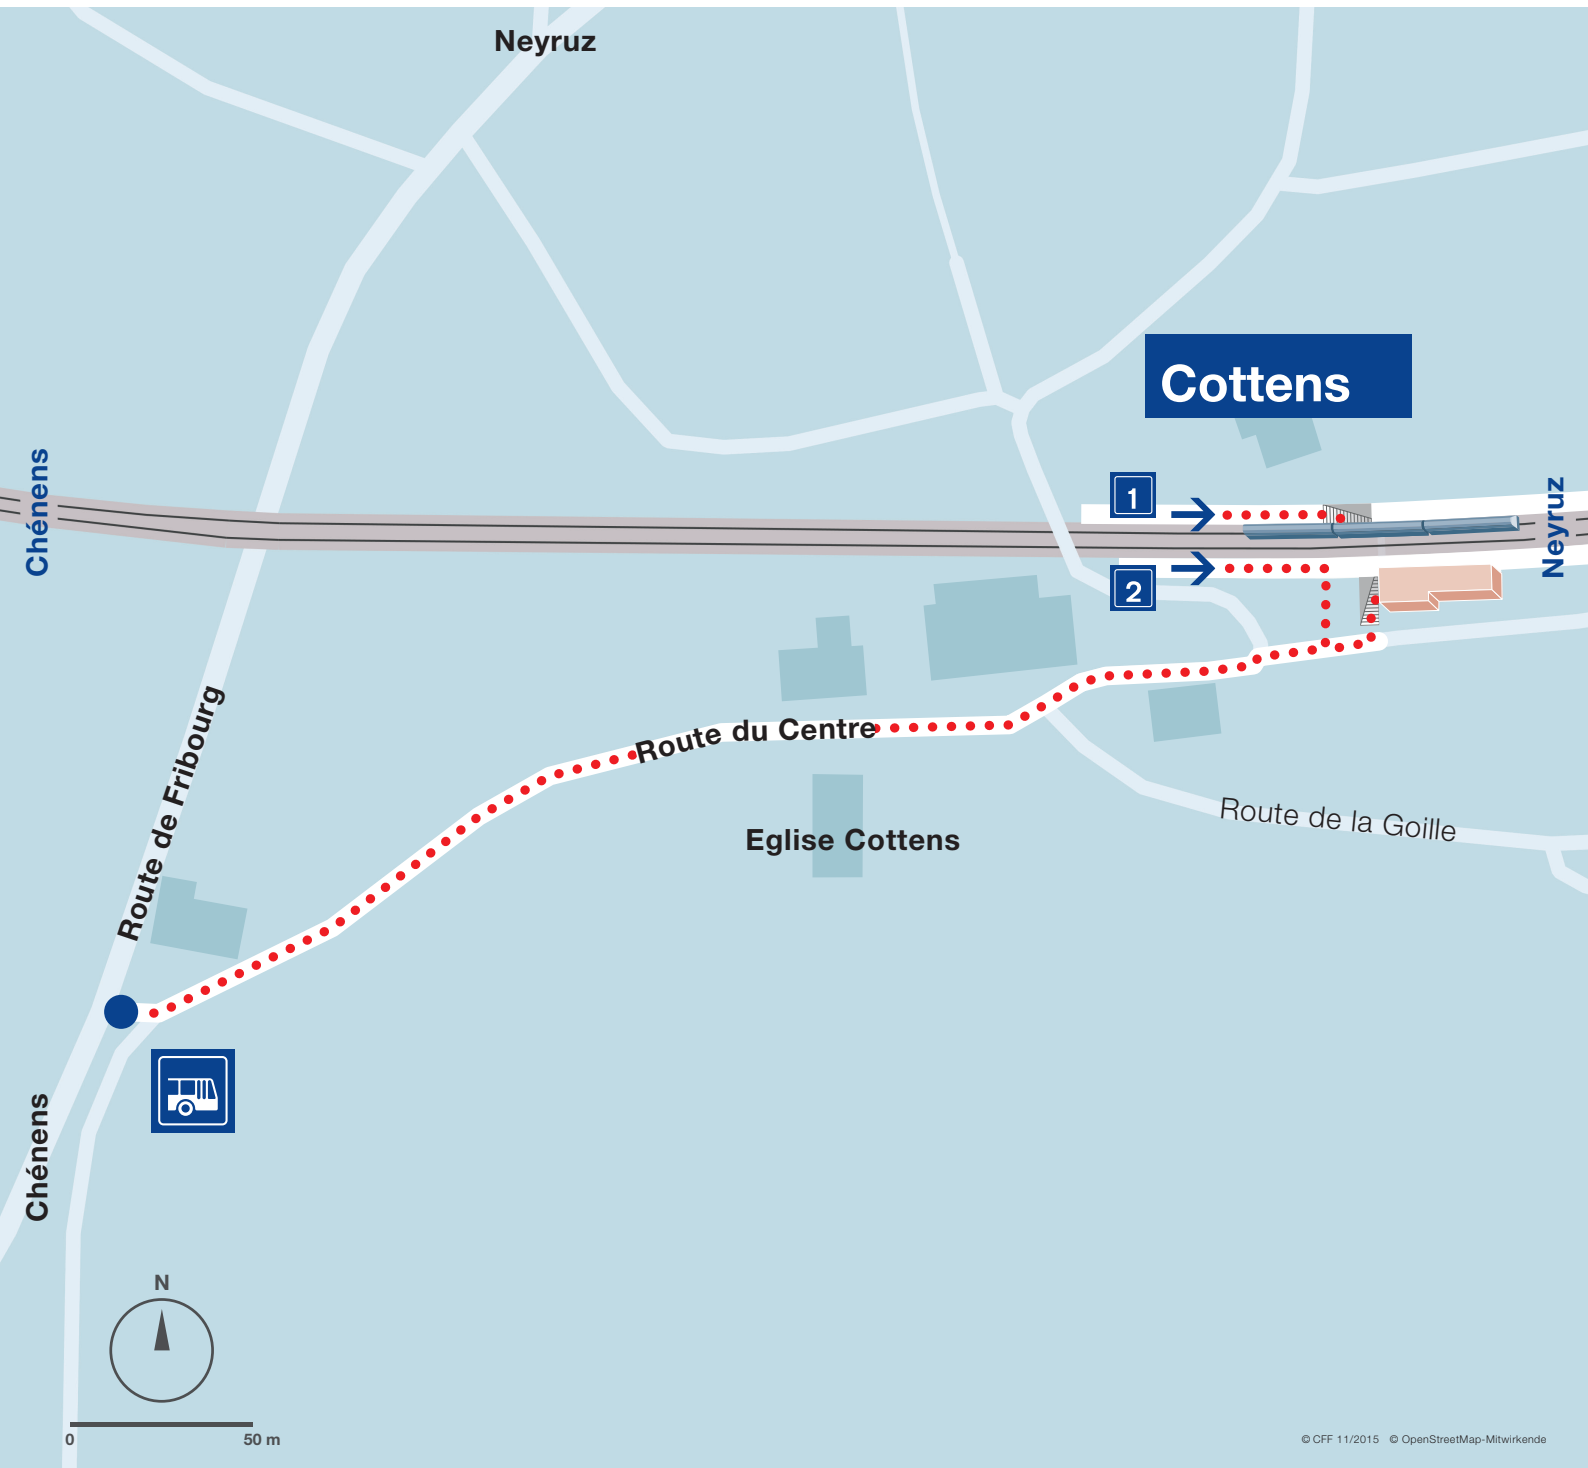 Neyruz
Cottens
Chénens
1
Neyruz
2
Route de Fribourg
Route du Centre
Route de la Goille
Eglise Cottens
Chénens
N
0
50 m
© CFF 11/2015 © OpenStreetMap-Mitwirkende